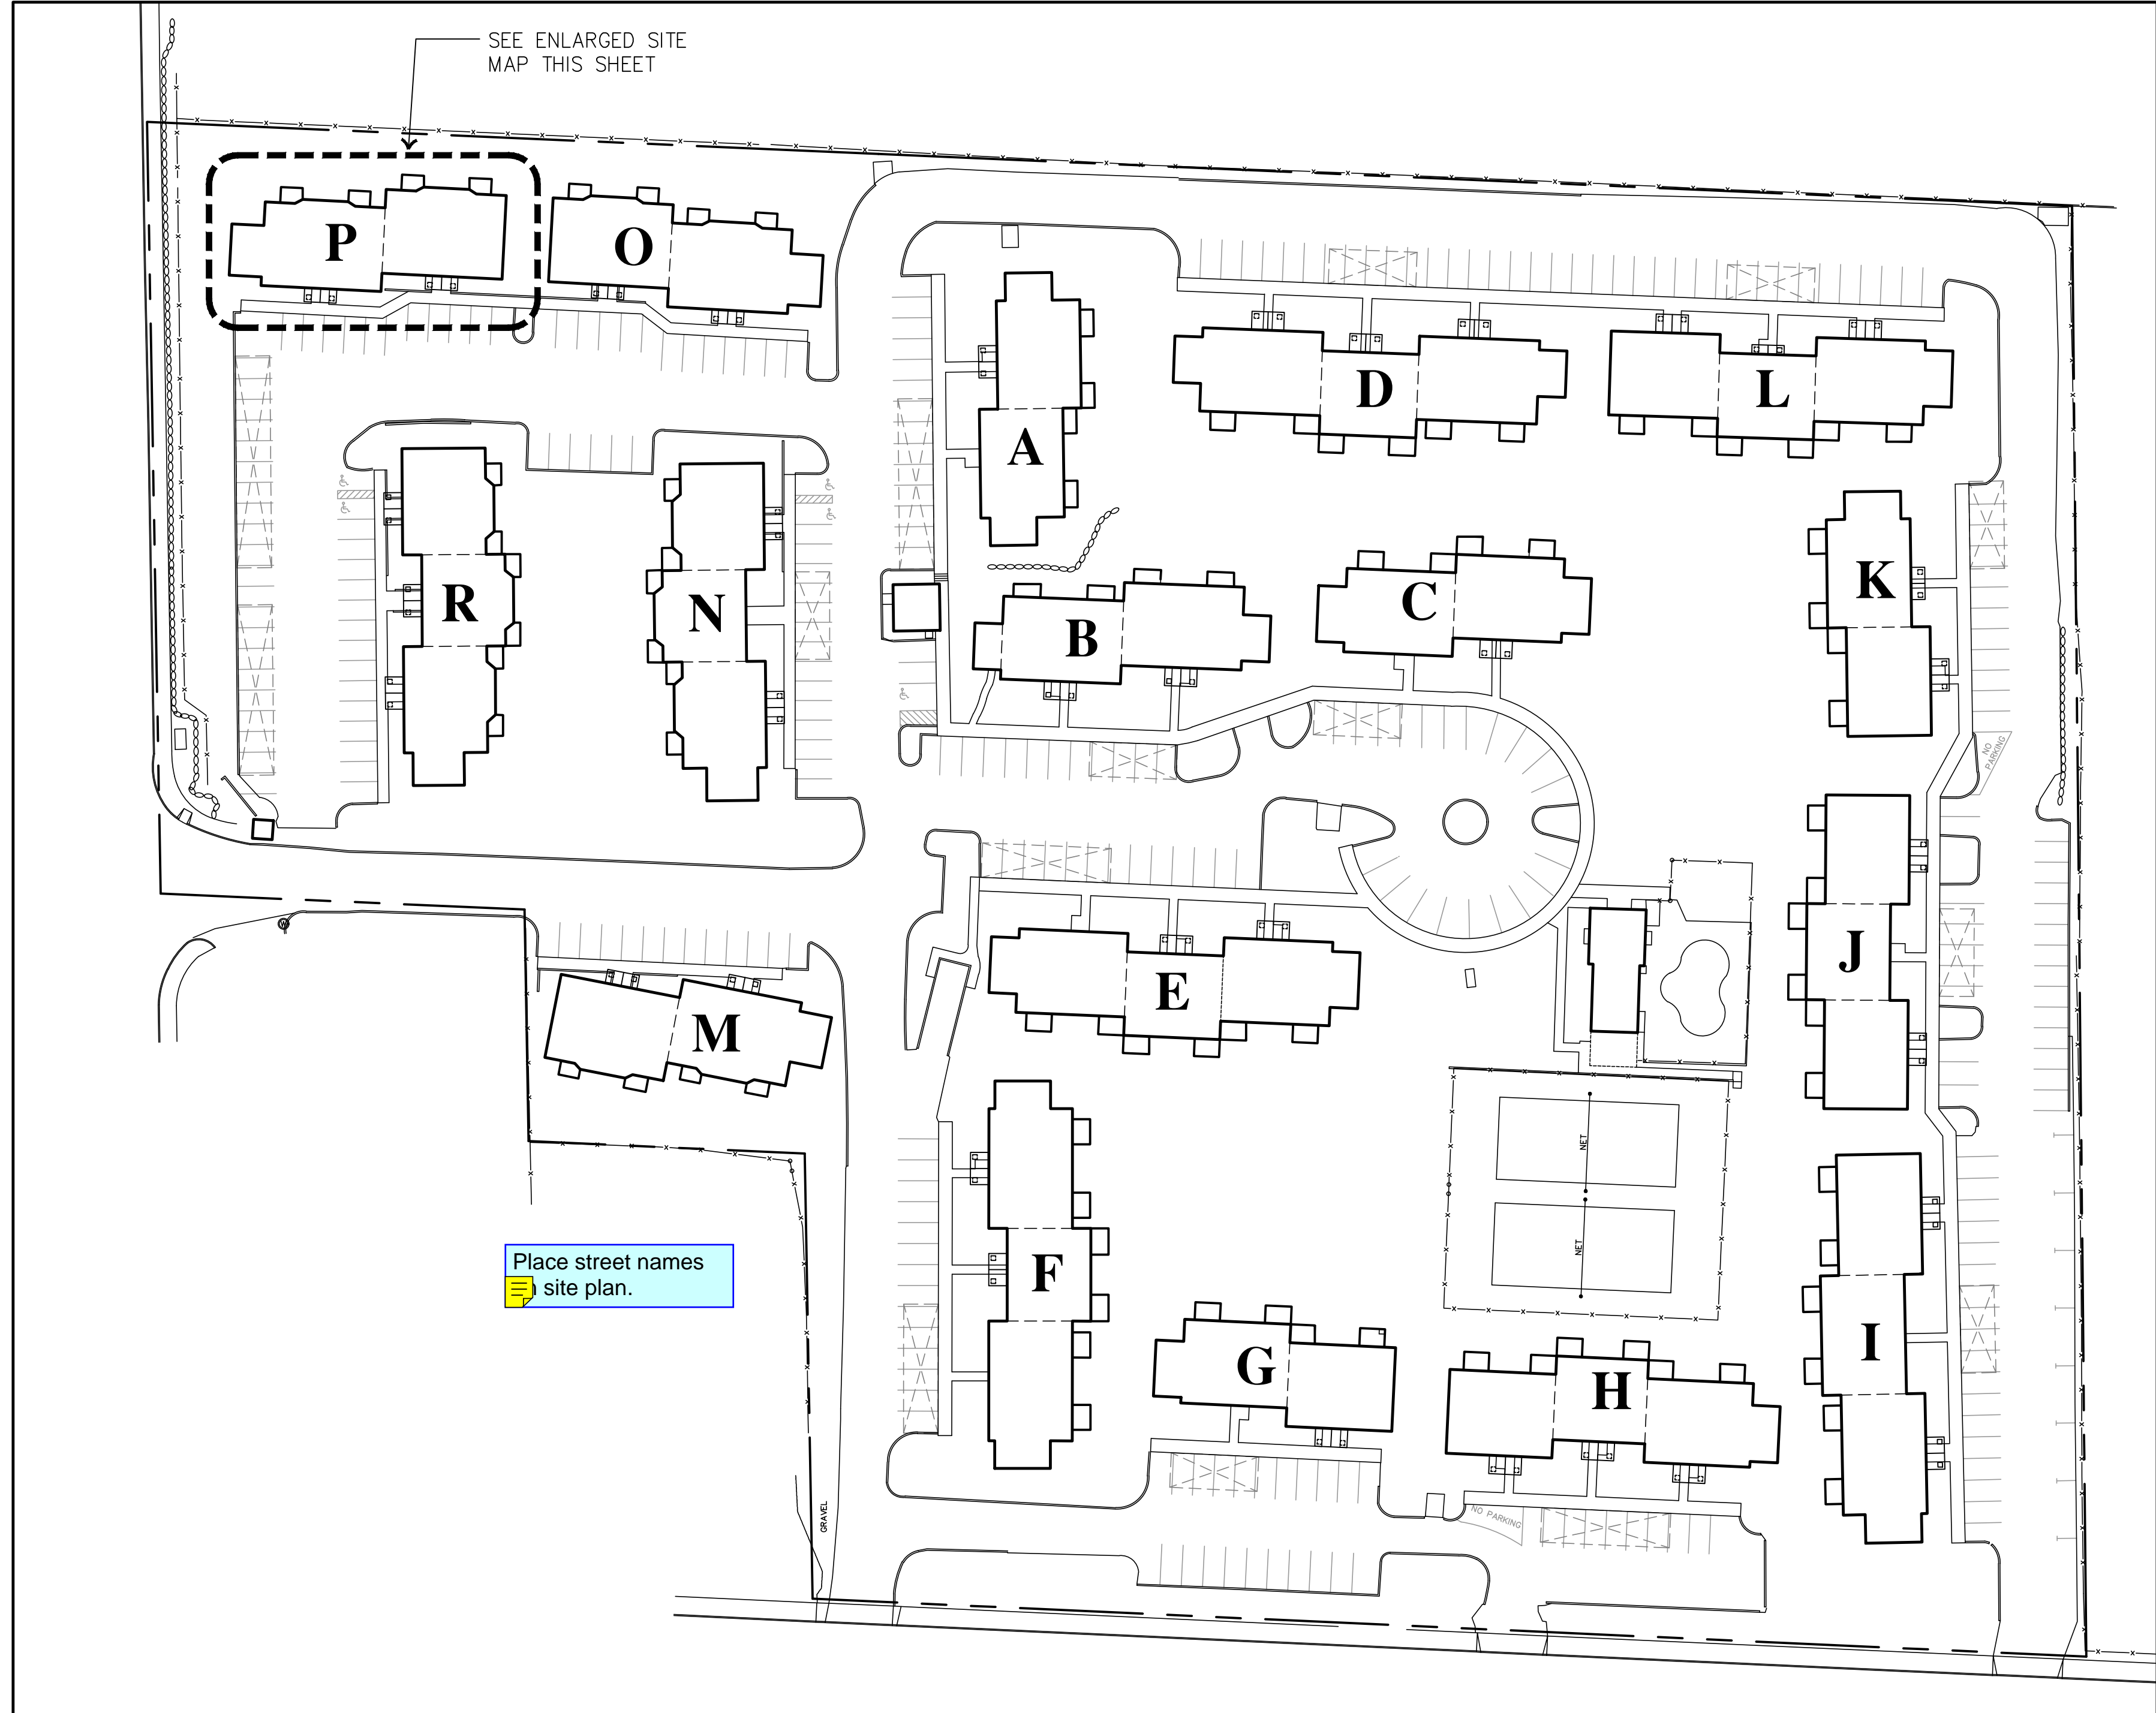 SEE ENLARGED SITE
MAP THIS SHEET
P
O
A
D
L
R
N
B
C
K
NO
PARKING
W
M
E
J
NET
NET
Place street names
site plan.
F
G
H
I
GRAVEL
NO PARKING